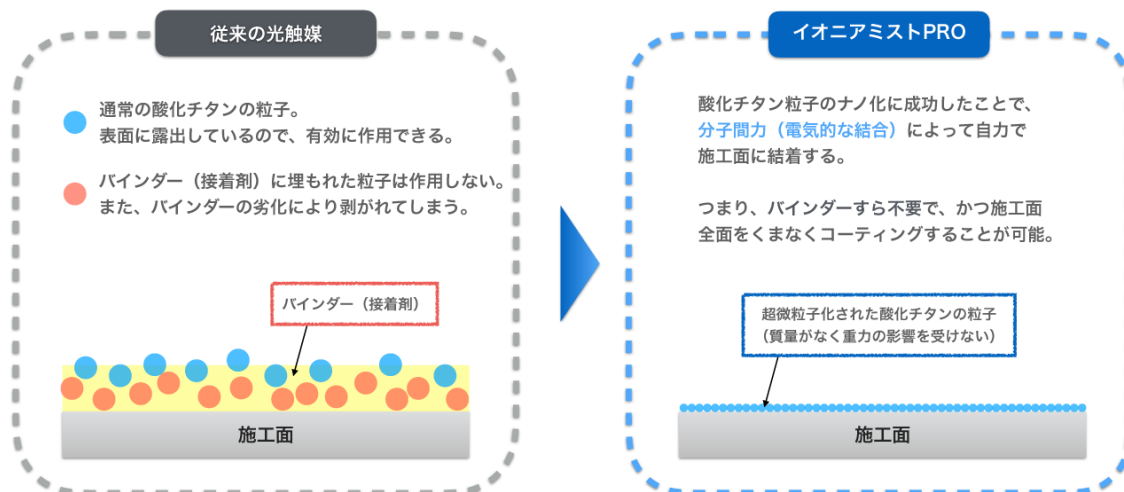 従来の光触媒
通常の酸化チタンの粒子。
表面に露出しているので、有効に作用できる。
バインダー（接着剤）に埋もれた粒子は作用しない。
また、バインダーの劣化により剥がれてしまう。
バインダー（接着剤）
施工面
イオニアミストPRO
酸化チタン粒子のナノ化に成功したことで、
分子間力（電気的な結合）によって自力で
施工面に結着する。
つまり、バインダーすら不要で、かつ施工面
全面をくまなくコーティングすることが可能。
超微粒子化された酸化チタンの粒子
（質量がなく重力の影響を受けない）
施工面